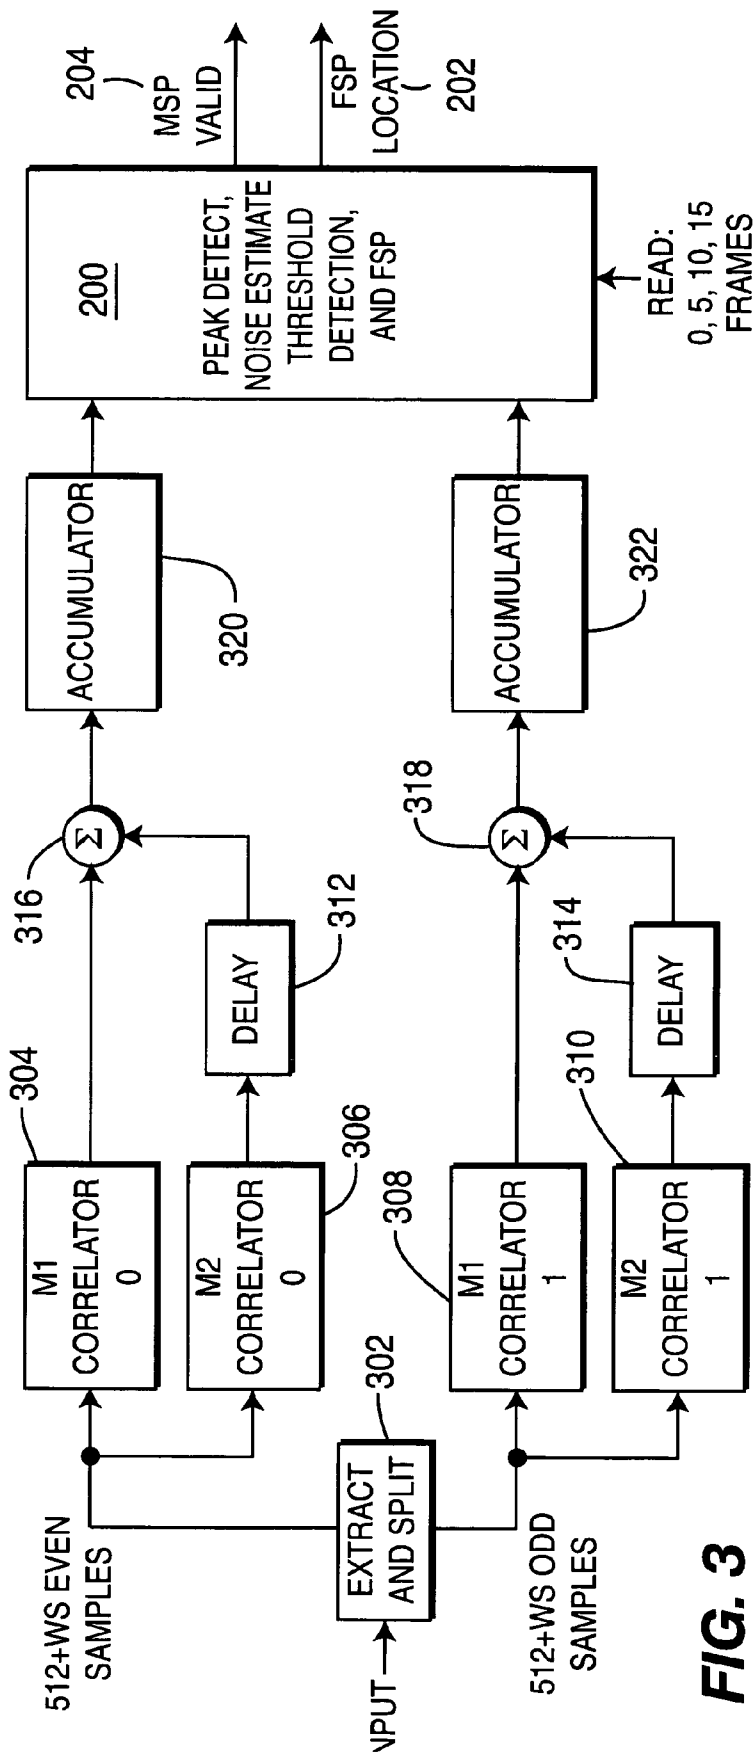 INPUT
EXTRACT
AND SPLIT
302
512+WS EVEN
SAMPLES
512+WS ODD
SAMPLES
M1
CORRELATOR
0
304
M2
CORRELATOR
0
306
M1
CORRELATOR
1
308
M2
CORRELATOR
1
310
DELAY
312
DELAY
314
Σ
316
Σ
318
ACCUMULATOR
320
ACCUMULATOR
322
200
PEAK DETECT,
NOISE ESTIMATE
THRESHOLD
DETECTION,
AND FSP
READ:
0, 5, 10, 15
FRAMES
204
MSP
VALID
FSP
LOCATION
202
FIG. 3